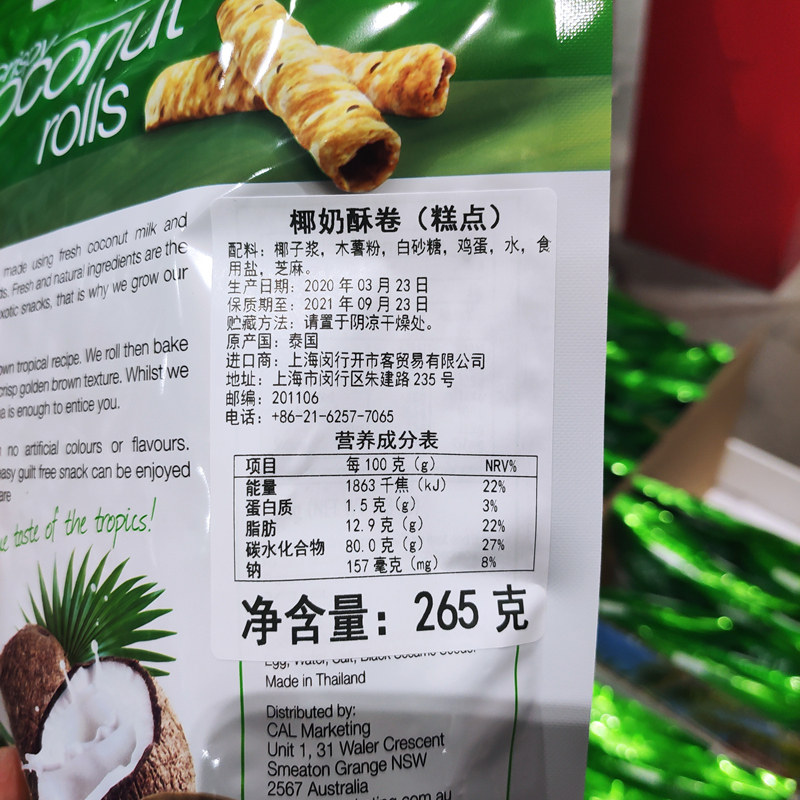 crispy
coconut
rolls
made using fresh coconut milk and
Fresh and natural ingredients are the
exotic snacks, that is why we grow our
own tropical recipe. We roll then bake
crisp golden brown texture. Whilst we
is enough to entice you.
no artificial colours or flavours.
easy guilt free snack can be enjoyed
taste of the tropics!
椰奶酥卷（糕点）
配料：椰子浆，木薯粉，白砂糖，鸡蛋，水，食
用盐，芝麻。
生产日期：2020 年 03 月 23 日
保质期至：2021 年 09 月 23 日
贮藏方法：请置于阴凉干燥处。
原产国：泰国
进口商：上海闵行开市客贸易有限公司
地址：上海市闵行区朱建路 235 号
邮编：201106
电话：+86-21-6257-7065
营养成分表
项目 每 100 克（g） NRV%
能量 1863 千焦（kJ） 22%
蛋白质 1.5 克（g） 3%
脂肪 12.9 克（g） 22%
碳水化合物 80.0 克（g） 27%
钠 157 毫克（mg） 8%
净含量：265 克
Egg, Water, Salt, Black Sesame Seeds
Made in Thailand
Distributed by:
CAL Marketing
Unit 1, 31 Waler Crescent
Smeaton Grange NSW
2567 Australia